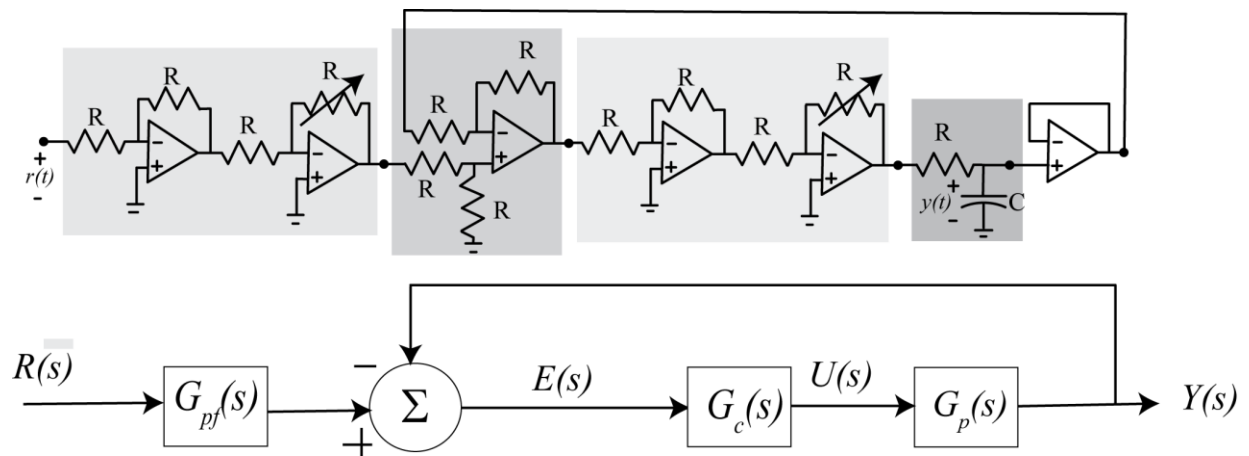 R
R
R
R
r(t)
+
-
-
+
-
+
R
R
R
R
-
+
R
R
R
R
-
+
-
+
R
y(t)
+
-
C
-
+
R(s)
G_pf(s)
-
+
Σ
E(s)
G_c(s)
U(s)
G_p(s)
Y(s)